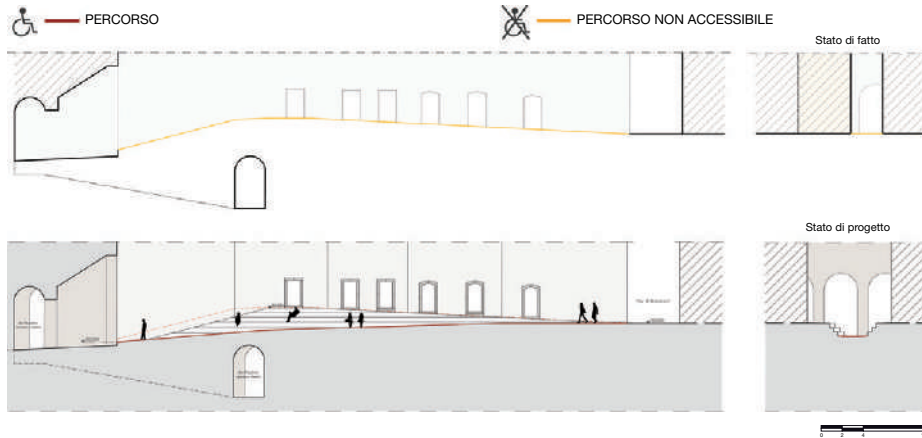 PERCORSO
PERCORSO NON ACCESSIBILE
Stato di fatto
Stato di progetto
0 2 4